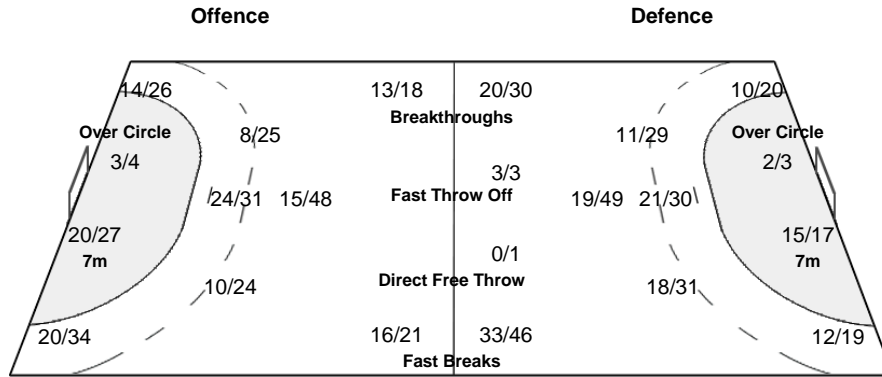 Offence Defence
14/26 13/18 20/30 10/20
Breakthroughs
Over Circle 8/25 11/29 Over Circle
3/4 3/3 2/3
24/31 15/48 Fast Throw Off 19/49 21/30
20/27 15/17
7m 0/1 7m
10/24 Direct Free Throw 18/31
20/34 16/21 33/46 12/19
Fast Breaks